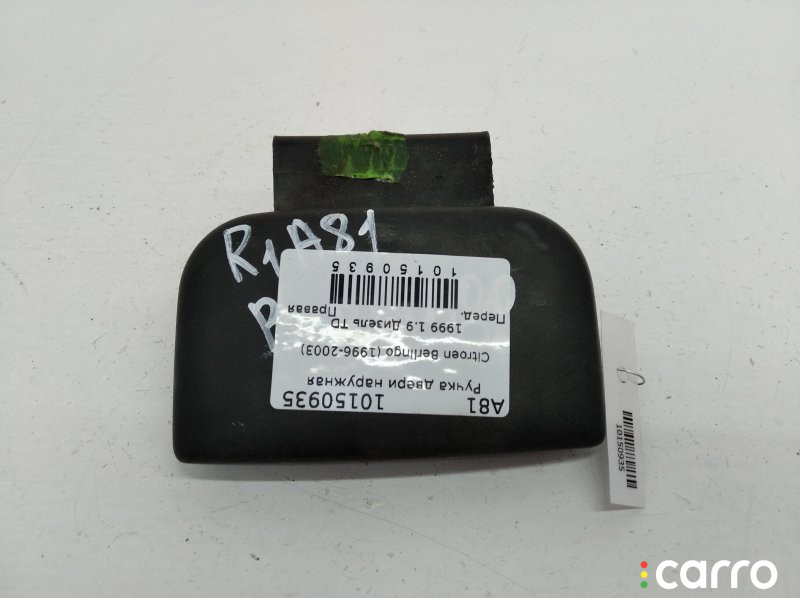 R1A81
A81 10150935
Ручка двери наружная
Citroen Berlingo (1996-2003)
1999 1.9 Дизель TD
Перед. Правая
10150935
10150935
carro